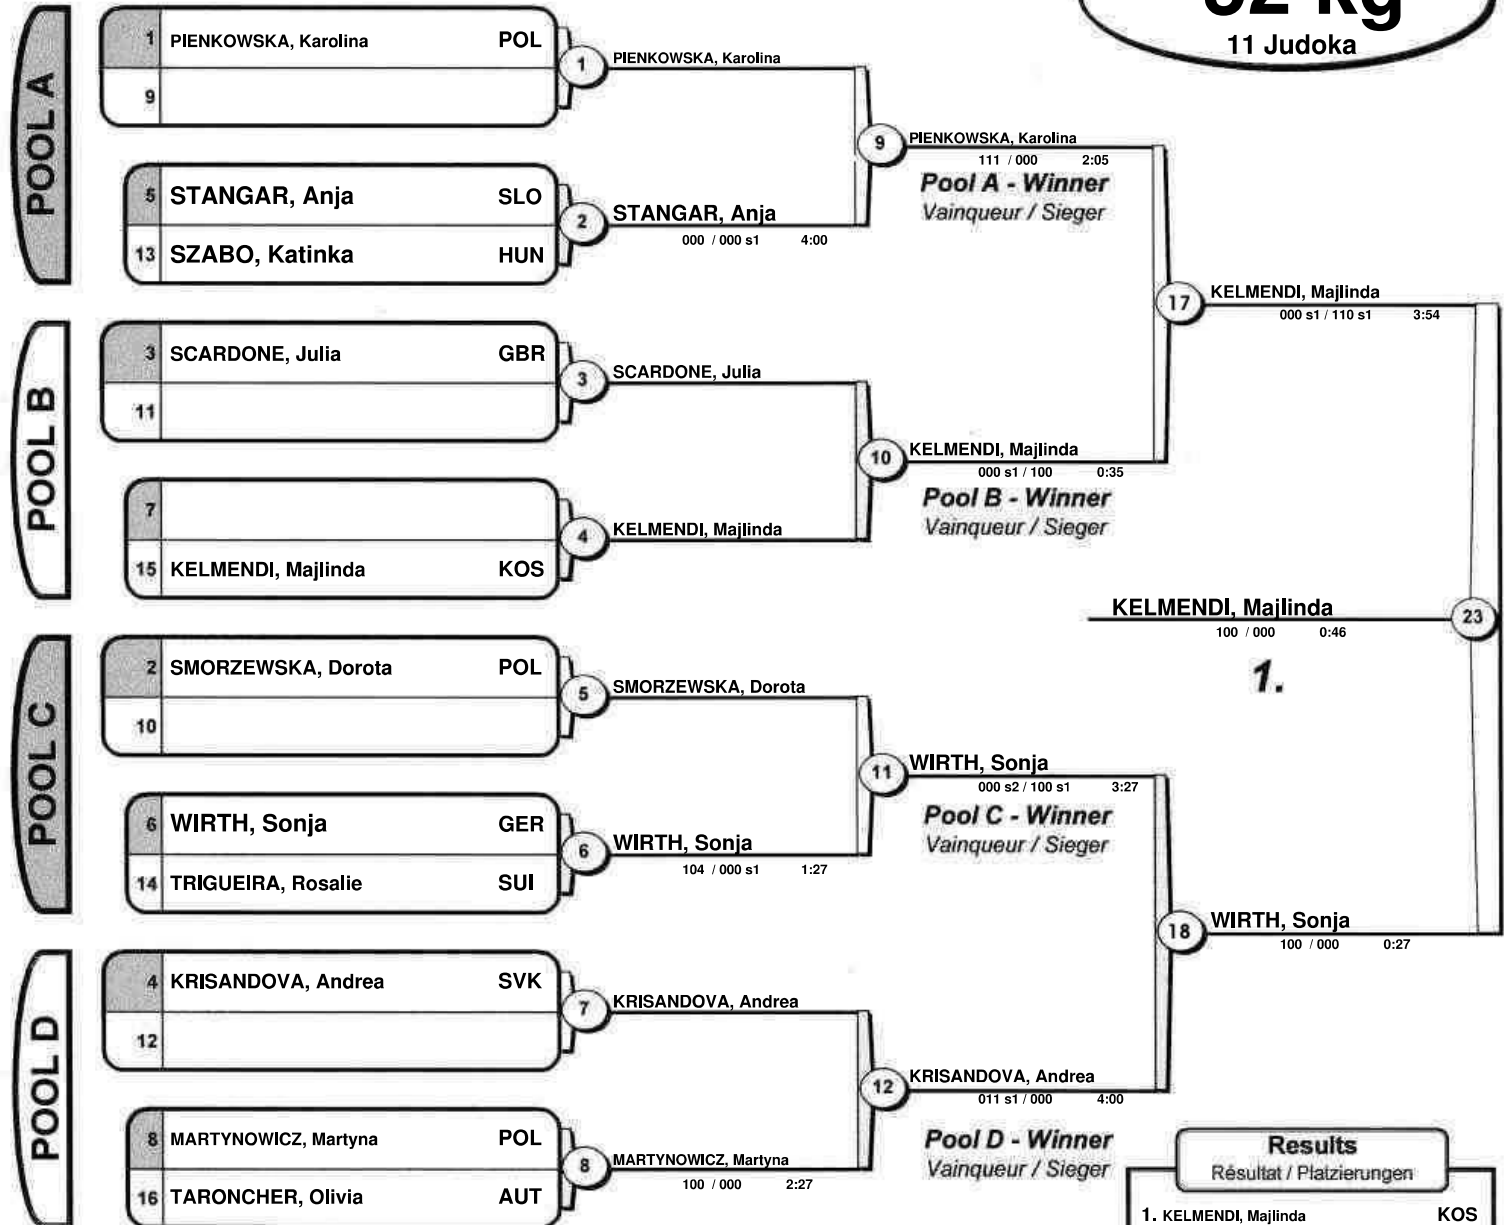 11 Judoka
POOL A
1 PIENKOWSKA, Karolina POL
9
1
PIENKOWSKA, Karolina
5 STANGAR, Anja SLO
13 SZABO, Katinka HUN
2
STANGAR, Anja
000 / 000 s1 4:00
9
PIENKOWSKA, Karolina
111 / 000 2:05
Pool A - Winner
Vainqueur / Sieger
POOL B
3 SCARDONE, Julia GBR
11
3
SCARDONE, Julia
7
15 KELMENDI, Majlinda KOS
4
KELMENDI, Majlinda
10
KELMENDI, Majlinda
000 s1 / 100 0:35
Pool B - Winner
Vainqueur / Sieger
17
KELMENDI, Majlinda
000 s1 / 110 s1 3:54
KELMENDI, Majlinda
100 / 000 0:46
23
1.
POOL C
2 SMORZEWSKA, Dorota POL
10
5
SMORZEWSKA, Dorota
6 WIRTH, Sonja GER
14 TRIGUEIRA, Rosalie SUI
6
WIRTH, Sonja
104 / 000 s1 1:27
11
WIRTH, Sonja
000 s2 / 100 s1 3:27
Pool C - Winner
Vainqueur / Sieger
18
WIRTH, Sonja
100 / 000 0:27
POOL D
4 KRISANDOVA, Andrea SVK
12
7
KRISANDOVA, Andrea
8 MARTYNOWICZ, Martyna POL
16 TARONCHER, Olivia AUT
8
MARTYNOWICZ, Martyna
100 / 000 2:27
12
KRISANDOVA, Andrea
011 s1 / 000 4:00
Pool D - Winner
Vainqueur / Sieger
Results
Résultat / Platzierungen
1. KELMENDI, Majlinda KOS